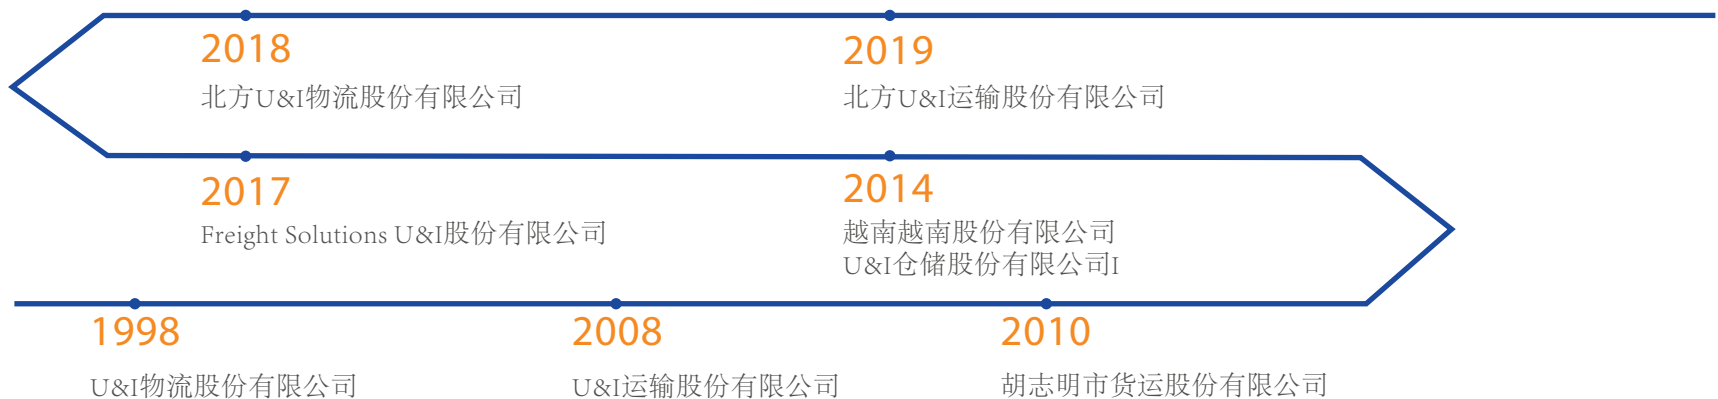 2018
2019
北方U&I物流股份有限公司
北方U&I运输股份有限公司
2017
2014
Freight Solutions U&I股份有限公司
越南越南股份有限公司
U&I仓储股份有限公司I
1998
2008
2010
U&I物流股份有限公司
U&I运输股份有限公司
胡志明市货运股份有限公司